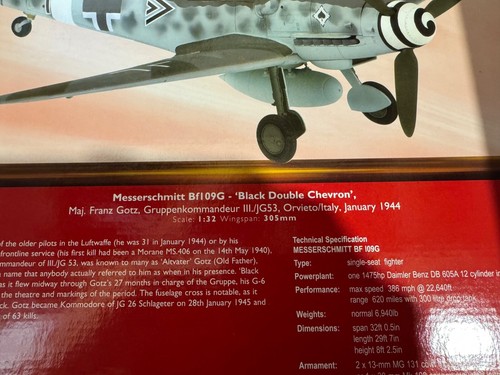 Messerschmitt Bf109G - 'Black Double Chevron',
Maj. Franz Gotz, Gruppenkommandeur III./JG53, Orvieto/Italy, January 1944
Scale: 1:32 Wingspan: 305mm
of the older pilots in the Luftwaffe (he was 31 in January 1944) or by his
frontline service (his first kill had been a Morane MS.406 on the 14th May 1940),
mmandeur of III./JG 53, was known to many as 'Alvater' Gotz (Old Father),
name that anybody actually referred to him as when in his presence. 'Black
as it flew midway through Gotz's 27 months in charge of the Gruppe, his G-6
the theatre and markings of the period. The fuselage cross is notable, as it
ck. Gotz became Kommodore of JG 26 Schlageter on 28th January 1945 and
of 63 kills.
Technical Specification
MESSERSCHMITT BF 109G
Type: single-seat fighter
Powerplant: one 1475hp Daimler Benz DB 605A 12 cylinder in
Performance: max speed 386 mph @ 22,640ft
range 620 miles with 300 litre drop tank
Weights: normal 6,940lb
Dimensions: span 32ft 0.5in
length 29ft 7in
height 8ft 2.5in
Armament: 2 x 13-mm MG 131